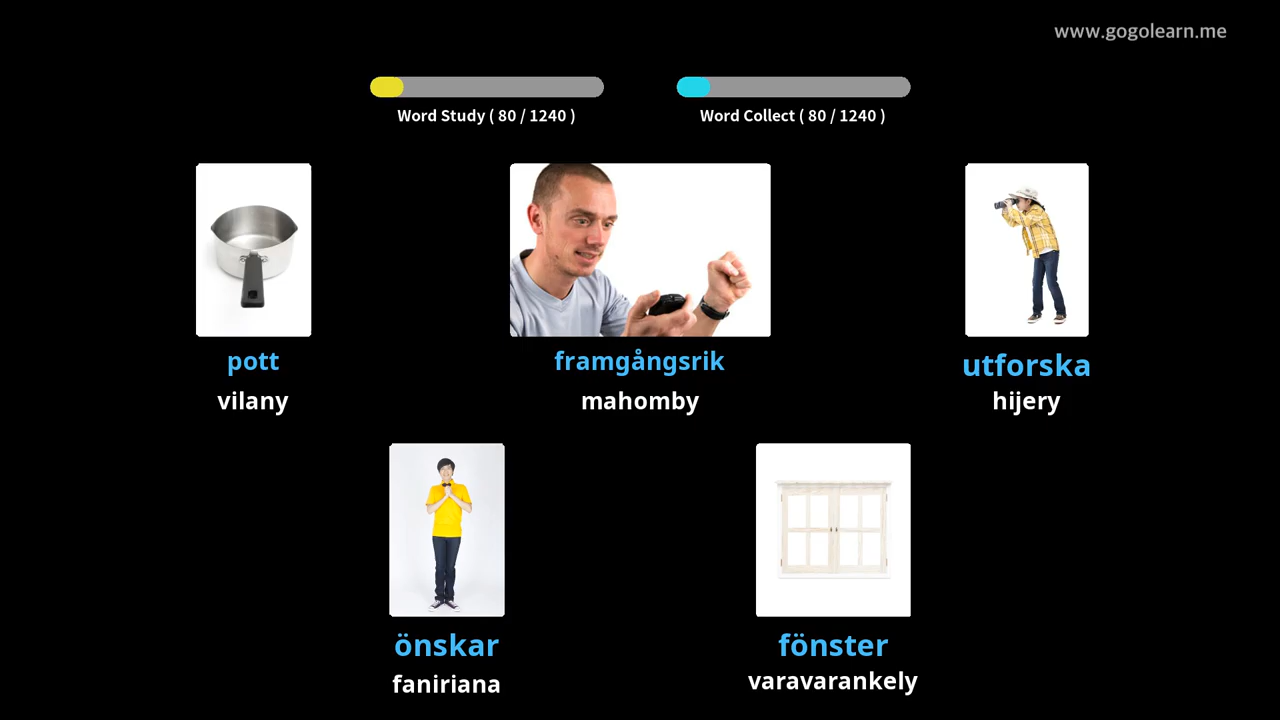 www.gogolearn.me
Word Study ( 80 / 1240 )
Word Collect ( 80 / 1240 )
pott
vilany
framgångsrik
mahomby
utforska
hijery
önskar
faniriana
fönster
varavarankely